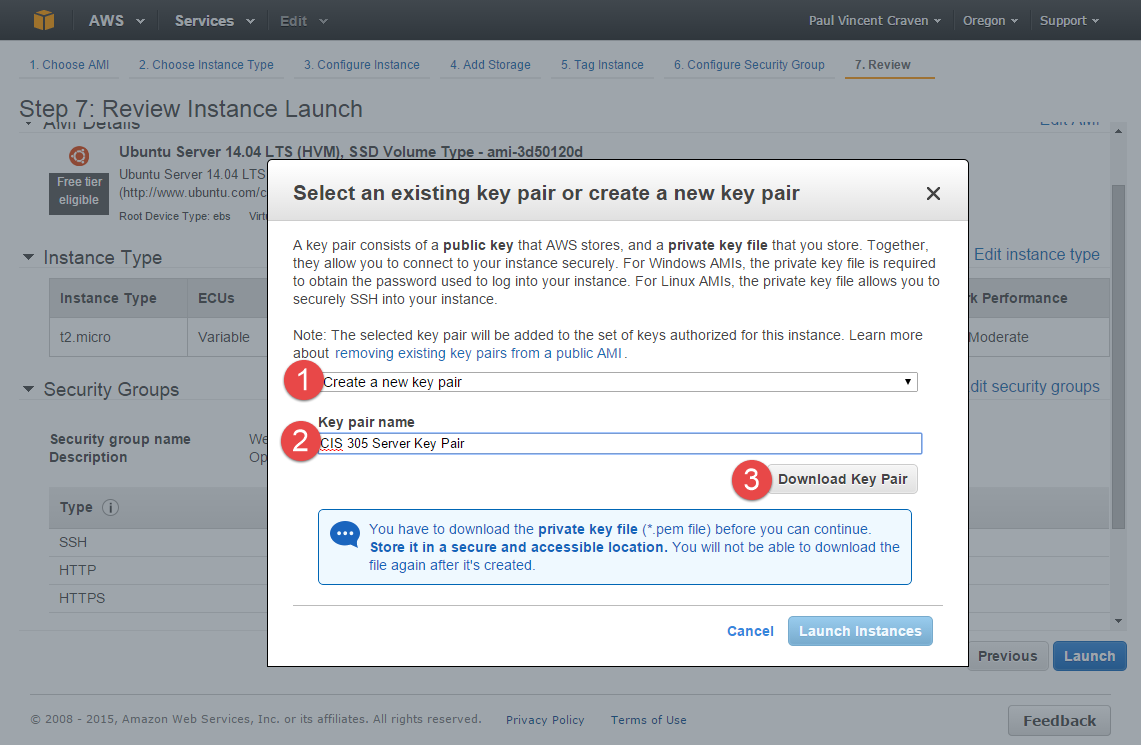 AWS Services Edit Paul Vincent Craven Oregon Support
1. Choose AMI 2. Choose Instance Type 3. Configure Instance 4. Add Storage 5. Tag Instance 6. Configure Security Group 7. Review
Step 7: Review Instance Launch
AMI Details Edit AMI
Ubuntu Server 14.04 LTS (HVM), SSD Volume Type - ami-3d50120d
Free tier
eligible
Ubuntu Server 14.04 LTS
(http://www.ubuntu.com/c
Root Device Type: ebs Virtu
Select an existing key pair or create a new key pair
A key pair consists of a public key that AWS stores, and a private key file that you store. Together,
they allow you to connect to your instance securely. For Windows AMIs, the private key file is required
to obtain the password used to log into your instance. For Linux AMIs, the private key file allows you to
securely SSH into your instance.
Note: The selected key pair will be added to the set of keys authorized for this instance. Learn more
about removing existing key pairs from a public AMI.
1 Create a new key pair
Key pair name
2 CIS 305 Server Key Pair
3 Download Key Pair
You have to download the private key file (*.pem file) before you can continue.
Store it in a secure and accessible location. You will not be able to download the
file again after it's created.
Cancel Launch Instances
Instance Type Edit instance type
Instance Type ECUs k Performance
t2.micro Variable Moderate
Security Groups dit security groups
Security group name We
Description Op
Type i
SSH
HTTP
HTTPS
Previous Launch
© 2008 - 2015, Amazon Web Services, Inc. or its affiliates. All rights reserved. Privacy Policy Terms of Use Feedback